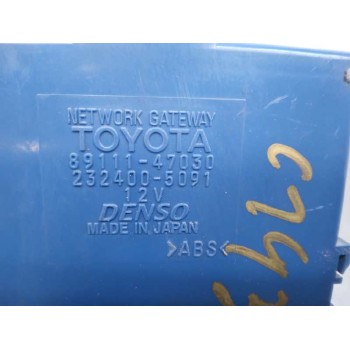 NETWORK GATEWAY
TOYOTA
89111-47030
232400-5091
12V
DENSO
MADE IN JAPAN
>ABS<